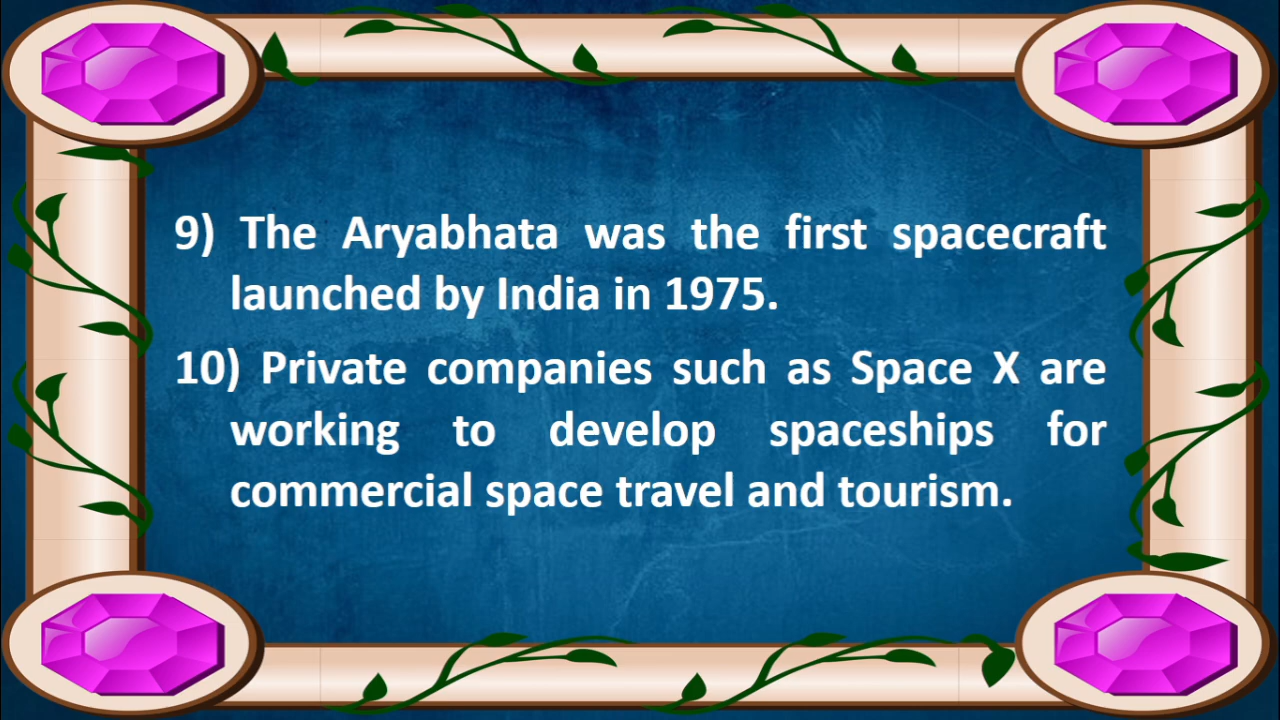 9) The Aryabhata was the first spacecraft
launched by India in 1975.
10) Private companies such as Space X are
working to develop spaceships for
commercial space travel and tourism.